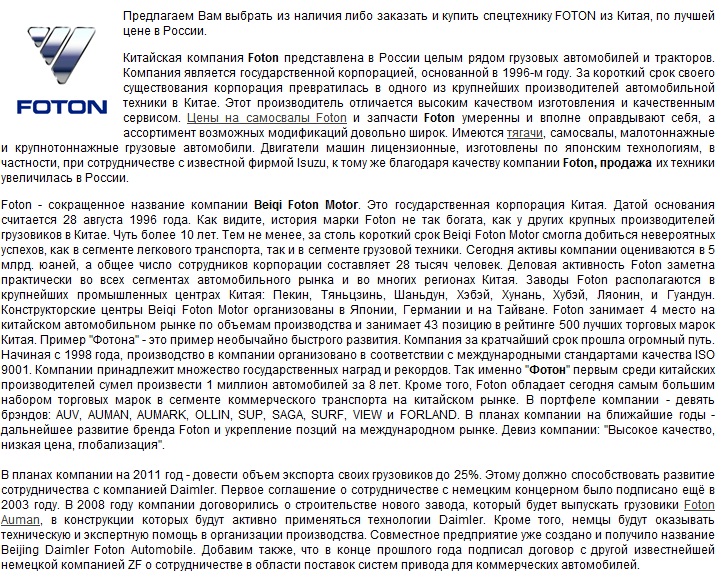 Предлагаем Вам выбрать из наличия либо заказать и купить спецтехнику FOTON из Китая, по лучшей
цене в России.
FOTON
Китайская компания Foton представлена в России целым рядом грузовых автомобилей и тракторов.
Компания является государственной корпорацией, основанной в 1996-м году. За короткий срок своего
существования корпорация превратилась в одного из крупнейших производителей автомобильной
техники в Китае. Этот производитель отличается высоким качеством изготовления и качественным
сервисом. Цены на самосвалы Foton и запчасти Foton умеренны и вполне оправдывают себя, а
ассортимент возможных модификаций довольно широк. Имеются тягачи, самосвалы, малотоннажные
и крупнотоннажные грузовые автомобили. Двигатели машин лицензионные, изготовлены по японским технологиям, в
частности, при сотрудничестве с известной фирмой Isuzu, к тому же благодаря качеству компании Foton, продажа их техники
увеличилась в России.
Foton - сокращенное название компании Beiqi Foton Motor. Это государственная корпорация Китая. Датой основания
считается 28 августа 1996 года. Как видите, история марки Foton не так богата, как у других крупных производителей
грузовиков в Китае. Чуть более 10 лет. Тем не менее, за столь короткий срок Beiqi Foton Motor смогла добиться невероятных
успехов, как в сегменте легкового транспорта, так и в сегменте грузовой техники. Сегодня активы компании оцениваются в 5
млрд. юаней, а общее число сотрудников корпорации составляет 28 тысяч человек. Деловая активность Foton заметна
практически во всех сегментах автомобильного рынка и во многих регионах Китая. Заводы Foton располагаются в
крупнейших промышленных центрах Китая: Пекин, Тяньцзинь, Шаньдун, Хэбэй, Хунань, Хубэй, Ляонин, и Гуандун.
Конструкторские центры Beiqi Foton Motor организованы в Японии, Германии и на Тайване. Foton занимает 4 место на
китайском автомобильном рынке по объемам производства и занимает 43 позицию в рейтинге 500 лучших торговых марок
Китая. Пример "Фотона" - это пример необычайно быстрого развития. Компания за кратчайший срок прошла огромный путь.
Начиная с 1998 года, производство в компании организовано в соответствии с международными стандартами качества ISO
9001. Компании принадлежит множество государственных наград и рекордов. Так именно "Фотон" первым среди китайских
производителей сумел произвести 1 миллион автомобилей за 8 лет. Кроме того, Foton обладает сегодня самым большим
набором торговых марок в сегменте коммерческого транспорта на китайском рынке. В портфеле компании - девять
брэндов: AUV, AUMAN, AUMARK, OLLIN, SUP, SAGA, SURF, VIEW и FORLAND. В планах компании на ближайшие годы -
дальнейшее развитие бренда Foton и укрепление позций на международном рынке. Девиз компании: "Высокое качество,
низкая цена, глобализация".
В планах компании на 2011 год - довести объем экспорта своих грузовиков до 25%. Этому должно способствовать развитие
сотрудничества с компанией Daimler. Первое соглашение о сотрудничестве с немецким концерном было подписано ещё в
2003 году. В 2008 году компании договорились о строительстве нового завода, который будет выпускать грузовики Foton
Auman, в конструкции которых будут активно применяться технологии Daimler. Кроме того, немцы будут оказывать
техническую и экспертную помощь в организации производства. Совместное предприятие уже создано и получило название
Beijing Daimler Foton Automobile. Добавим также, что в конце прошлого года подписал договор с другой известнейшей
немецкой компанией ZF о сотрудничестве в области поставок систем привода для коммерческих автомобилей.